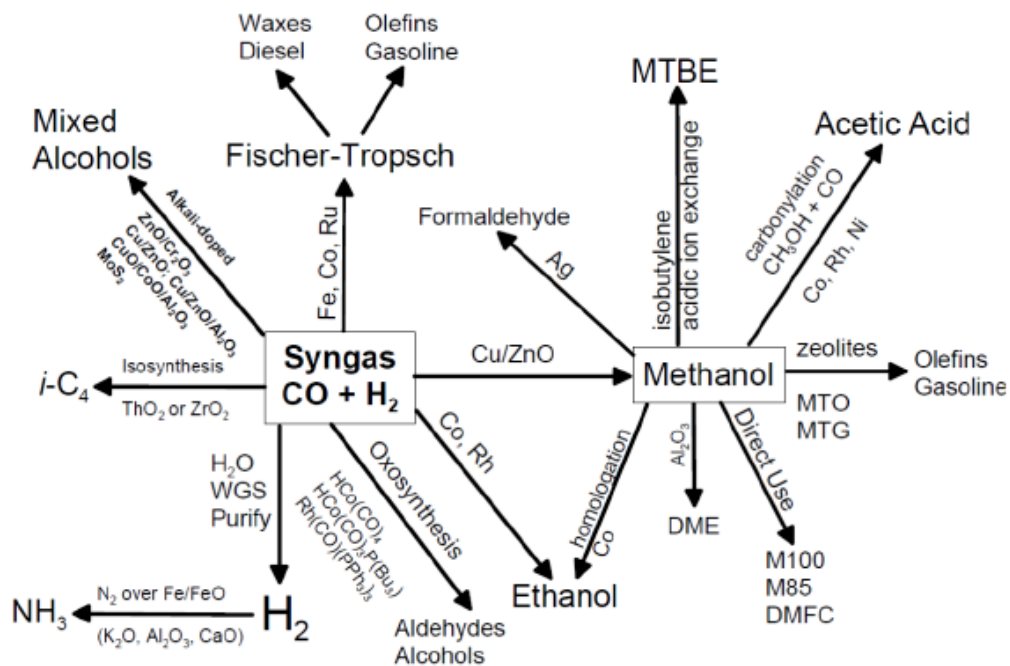 Waxes
Diesel
Olefins
Gasoline
MTBE
Mixed
Alcohols
Fischer-Tropsch
Acetic Acid
Formaldehyde
Alkali-doped
ZnO/Cr₂O₃
Cu/ZnO; Cu/ZnO/Al₂O₃
CuO/CoO/Al₂O₃
MoS₂
Fe, Co, Ru
Ag
isobutylene
acidic ion exchange
carbonylation
CH₃OH + CO
Co, Rh, Ni
Syngas
CO + H₂
Cu/ZnO
Methanol
zeolites
Olefins
Gasoline
MTO
MTG
i-C₄
Isosynthesis
ThO₂ or ZrO₂
H₂O
WGS
Purify
Oxosynthesis
HCo(CO)₄
HCo(CO)₃P(Bu₃)
Rh(CO)(PPh₃)₃
Co, Rh
homologation
Co
Al₂O₃
Direct Use
DME
M100
M85
DMFC
Ethanol
NH₃
N₂ over Fe/FeO
(K₂O, Al₂O₃, CaO)
H₂
Aldehydes
Alcohols